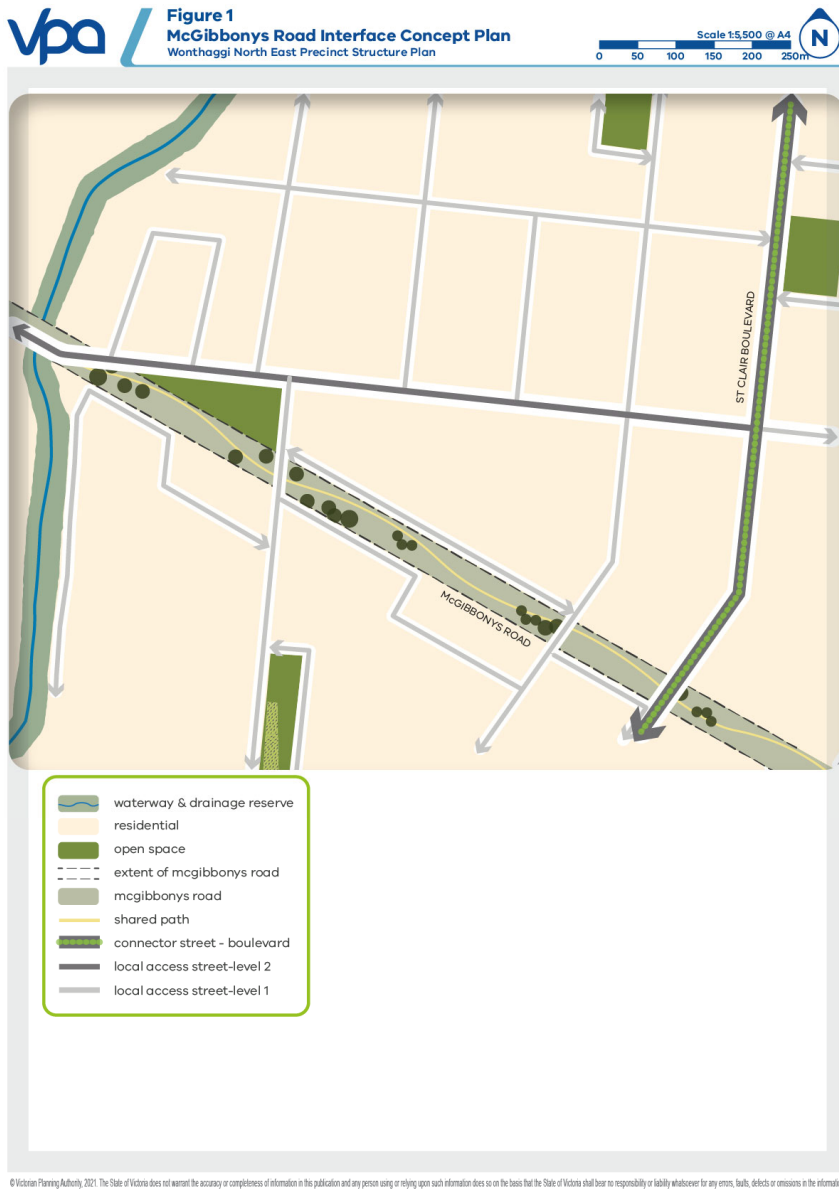 vpa
Figure 1
McGibbonys Road Interface Concept Plan
Wonthaggi North East Precinct Structure Plan
Scale 1:5,500 @ A4
0 50 100 150 200 250m
N
ST CLAIR BOULEVARD
McGIBBONYS ROAD
waterway & drainage reserve
residential
open space
extent of mcgibbonys road
mcgibbonys road
shared path
connector street - boulevard
local access street-level 2
local access street-level 1
© Victorian Planning Authority, 2021. The State of Victoria does not warrant the accuracy or completeness of information in this publication and any person using or relying upon such information does so on the basis that the State of Victoria shall bear no responsibility or liability whatsoever for any errors, faults, defects or omissions in the